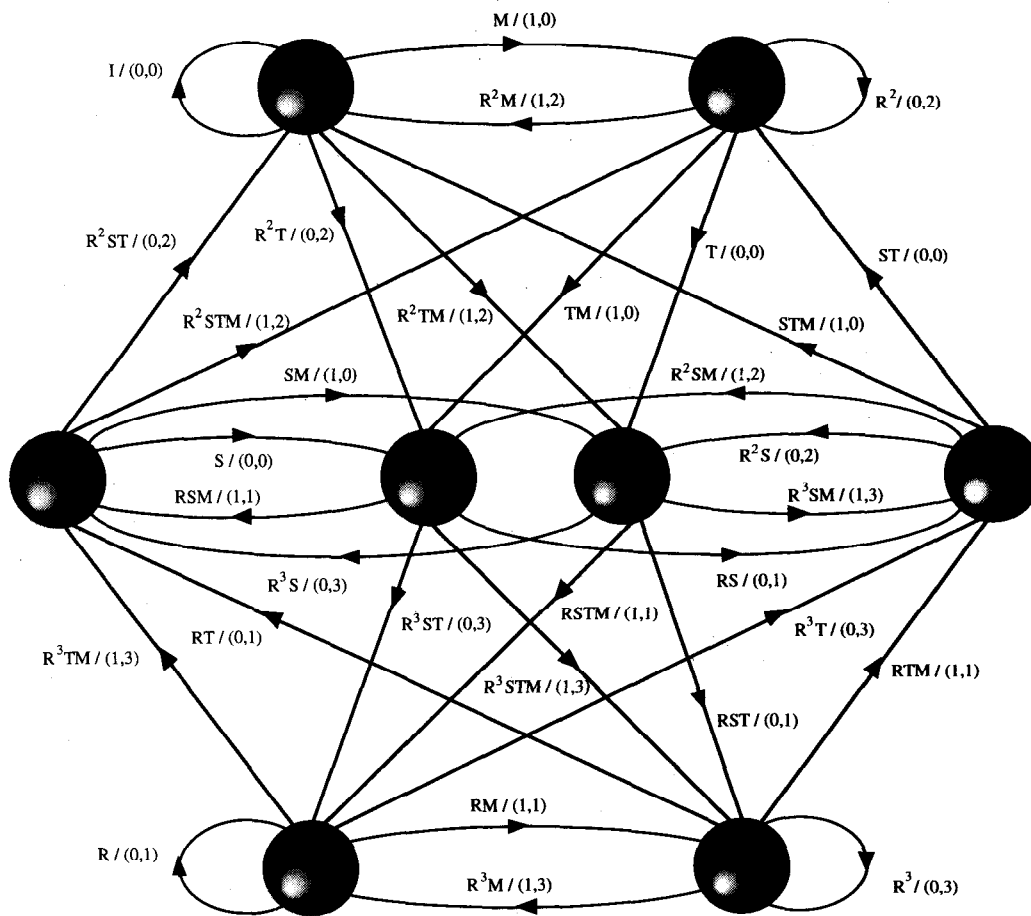 M / (1,0)
I / (0,0)
R²M / (1,2)
R² / (0,2)
R²ST / (0,2)
R²T / (0,2)
T / (0,0)
ST / (0,0)
R²STM / (1,2)
R²TM / (1,2)
TM / (1,0)
STM / (1,0)
SM / (1,0)
R²SM / (1,2)
S / (0,0)
R²S / (0,2)
RSM / (1,1)
R³SM / (1,3)
R³S / (0,3)
RS / (0,1)
R³ST / (0,3)
RSTM / (1,1)
R³T / (0,3)
R³TM / (1,3)
RT / (0,1)
R³STM / (1,3)
RTM / (1,1)
RST / (0,1)
RM / (1,1)
R / (0,1)
R³M / (1,3)
R³ / (0,3)